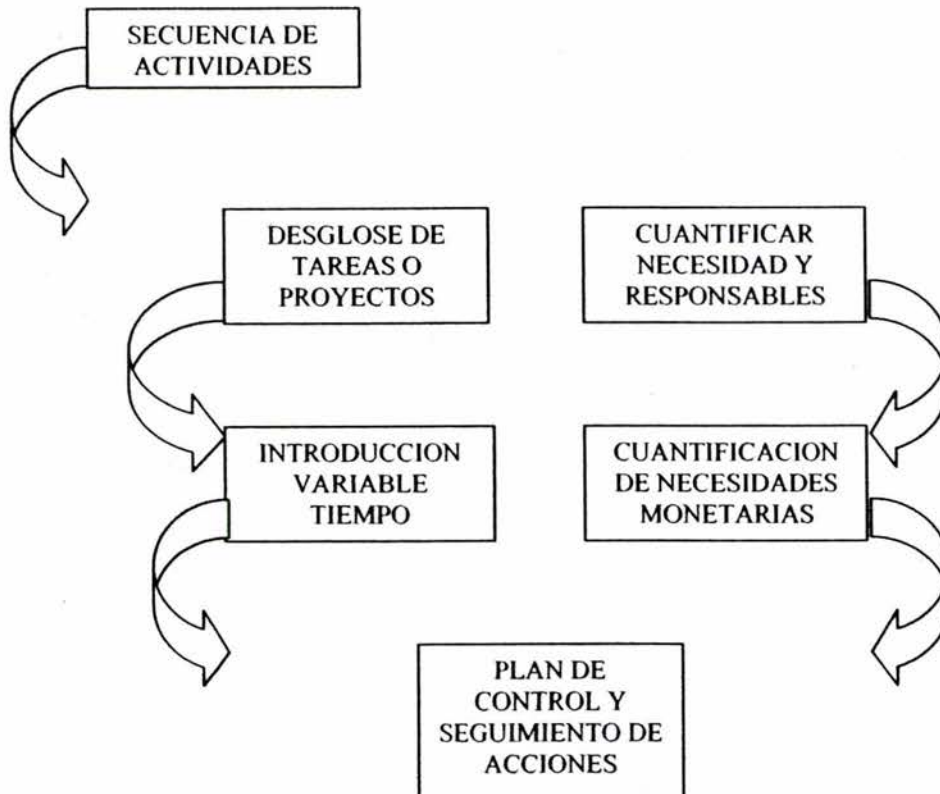 SECUENCIA DE
ACTIVIDADES
DESGLOSE DE
TAREAS O
PROYECTOS
CUANTIFICAR
NECESIDAD Y
RESPONSABLES
INTRODUCCION
VARIABLE
TIEMPO
CUANTIFICACION
DE NECESIDADES
MONETARIAS
PLAN DE
CONTROL Y
SEGUIMIENTO DE
ACCIONES